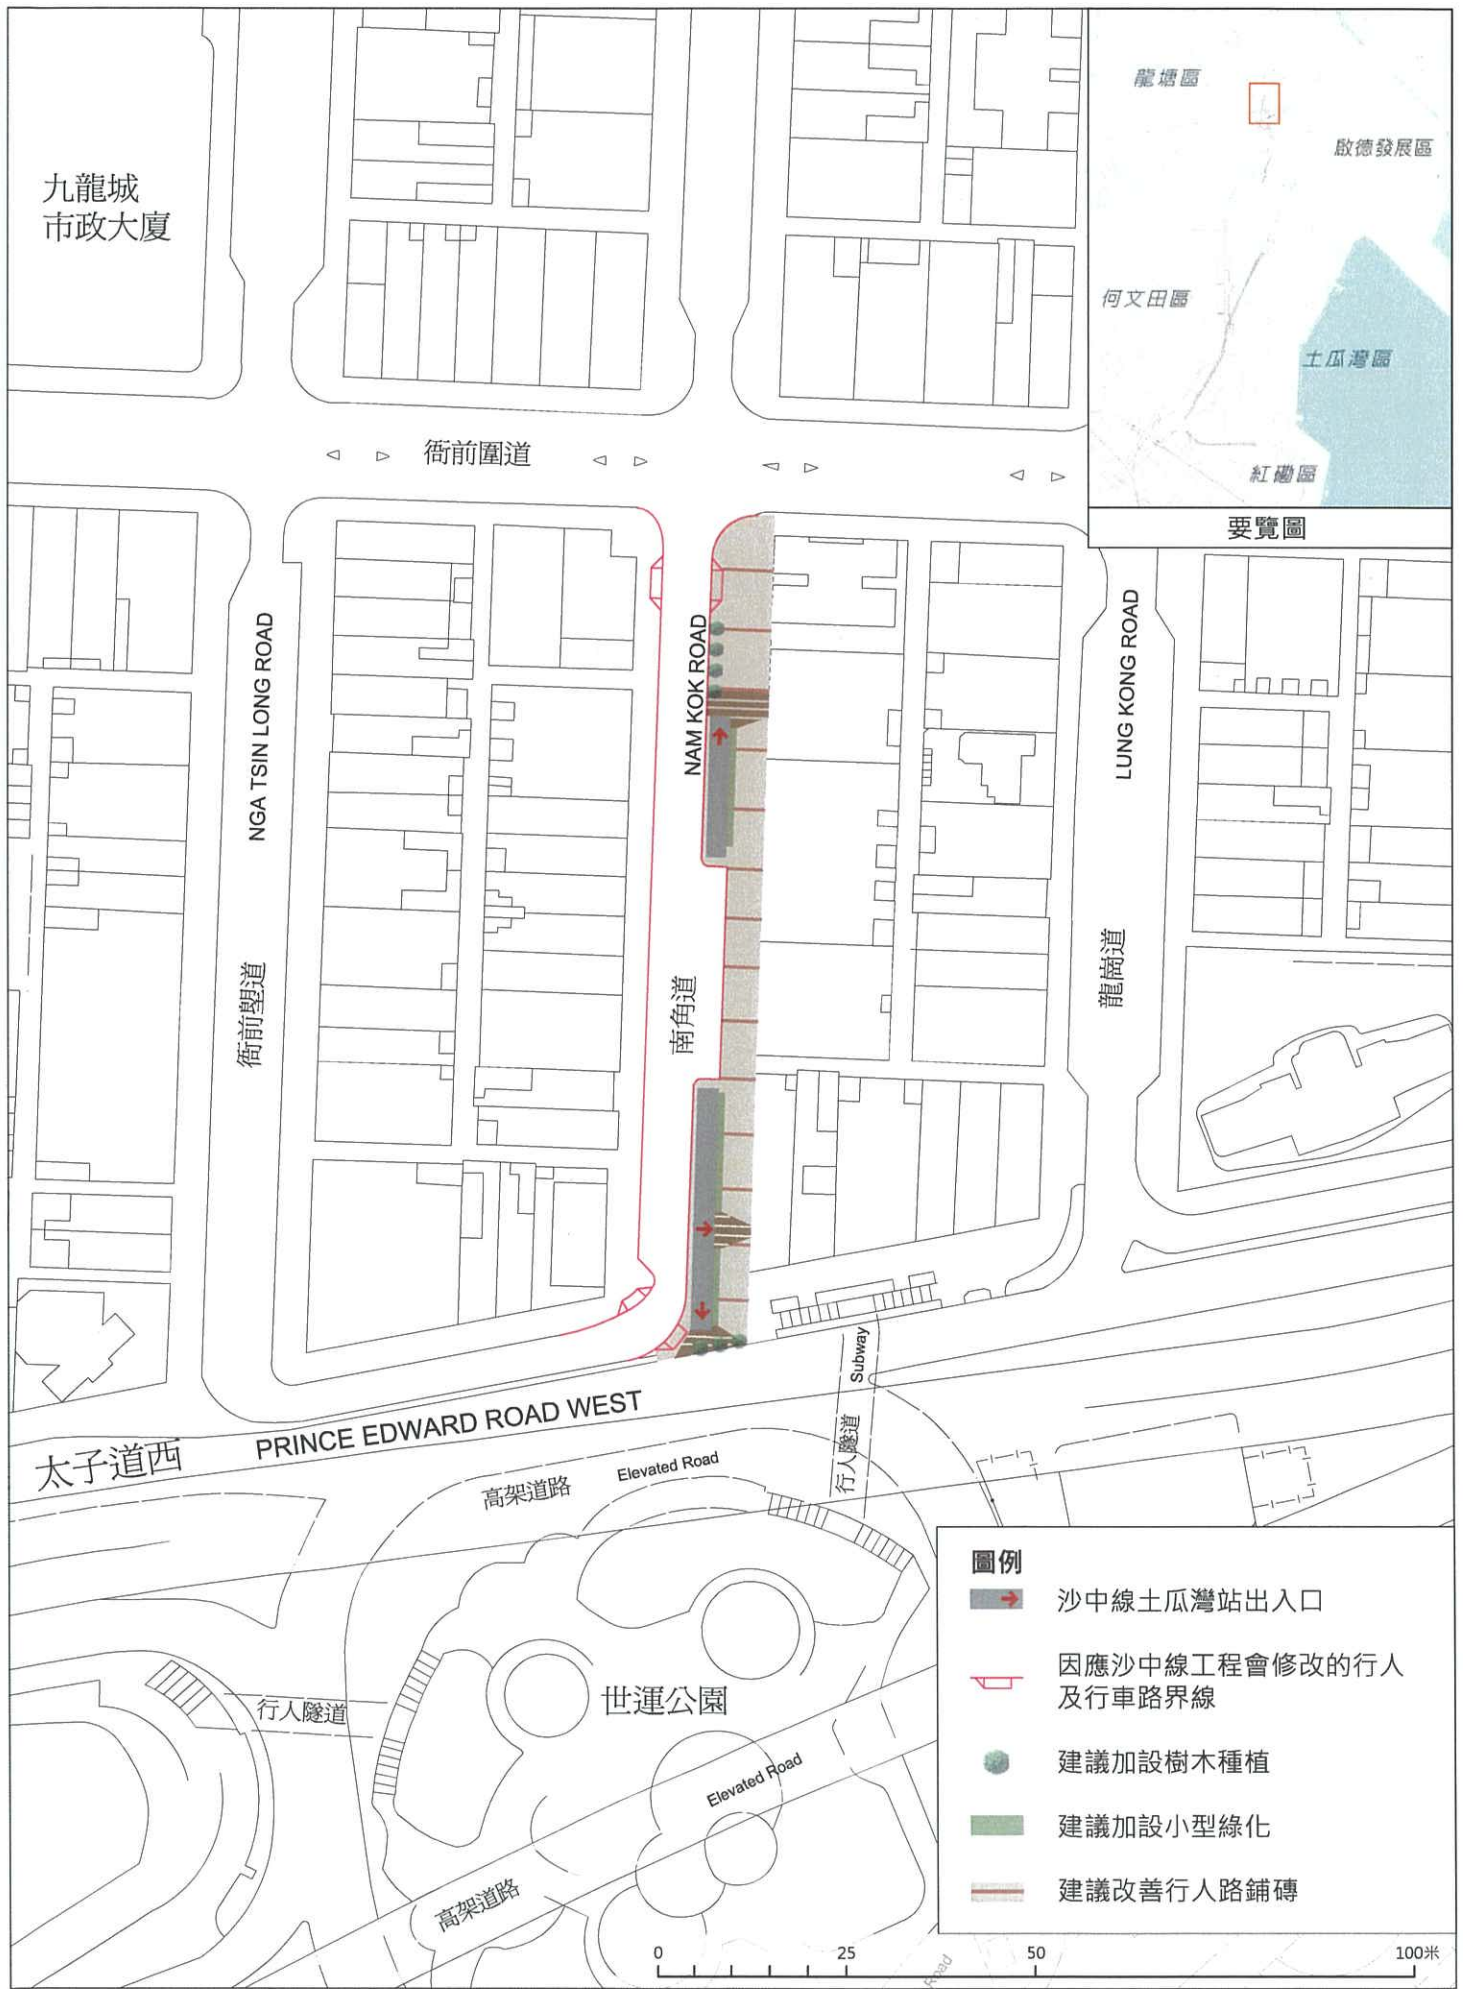 龍塘區
啟德發展區
何文田區
土瓜灣區
紅磡區
要覽圖
九龍城
市政大廈
衙前圍道
NGA TSIN LONG ROAD
衙前塱道
NAM KOK ROAD
南角道
LUNG KONG ROAD
龍崗道
太子道西
PRINCE EDWARD ROAD WEST
行人隧道
Subway
高架道路
Elevated Road
行人隧道
世運公園
Elevated Road
高架道路
Road
圖例
沙中線土瓜灣站出入口
因應沙中線工程會修改的行人
及行車路界線
建議加設樹木種植
建議加設小型綠化
建議改善行人路鋪磚
0 25 50 100米